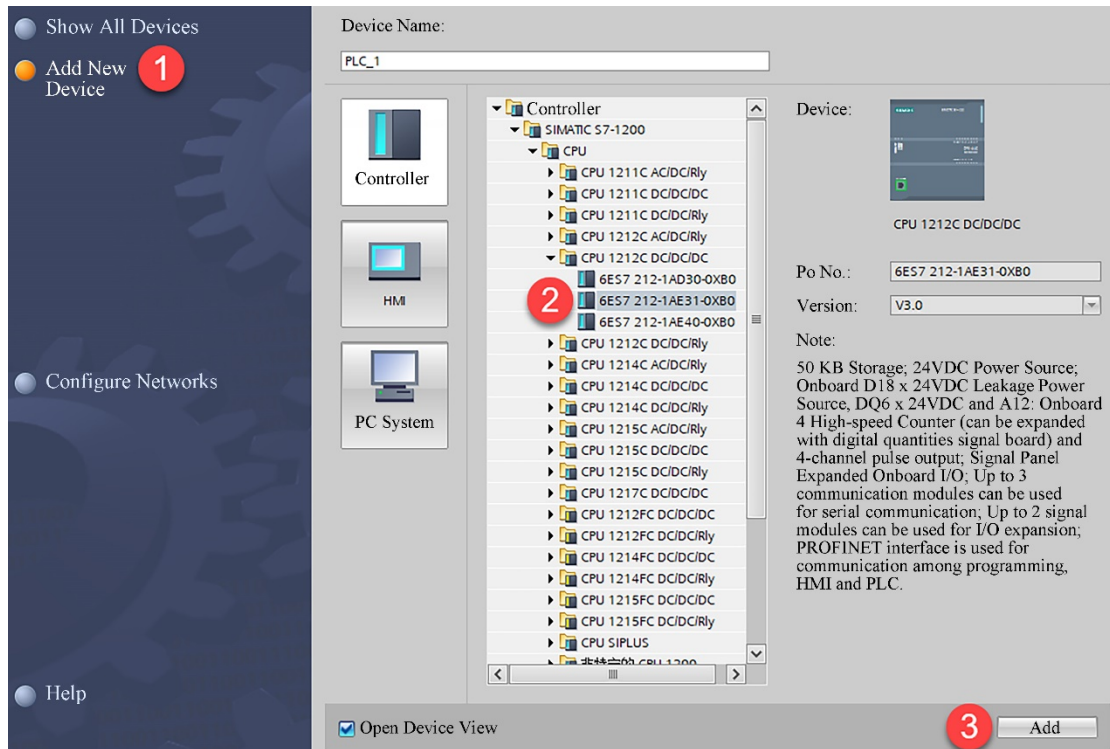 Show All Devices
Add New
Device
1
Configure Networks
Help
Device Name:
PLC_1
Controller
HMI
PC System
Controller
SIMATIC S7-1200
CPU
CPU 1211C AC/DC/Rly
CPU 1211C DC/DC/DC
CPU 1211C DC/DC/Rly
CPU 1212C AC/DC/Rly
CPU 1212C DC/DC/DC
6ES7 212-1AD30-0XB0
2
6ES7 212-1AE31-0XB0
6ES7 212-1AE40-0XB0
CPU 1212C DC/DC/Rly
CPU 1214C AC/DC/Rly
CPU 1214C DC/DC/DC
CPU 1214C DC/DC/Rly
CPU 1215C AC/DC/Rly
CPU 1215C DC/DC/DC
CPU 1215C DC/DC/Rly
CPU 1217C DC/DC/DC
CPU 1212FC DC/DC/DC
CPU 1212FC DC/DC/Rly
CPU 1214FC DC/DC/DC
CPU 1214FC DC/DC/Rly
CPU 1215FC DC/DC/DC
CPU 1215FC DC/DC/Rly
CPU SIPLUS
非特定的 CPU 1200
Device:
SIEMENS
CPU 1212C DC/DC/DC
Po No.:
6ES7 212-1AE31-0XB0
Version:
V3.0
Note:
50 KB Storage; 24VDC Power Source;
Onboard D18 x 24VDC Leakage Power
Source, DQ6 x 24VDC and A12: Onboard
4 High-speed Counter (can be expanded
with digital quantities signal board) and
4-channel pulse output; Signal Panel
Expanded Onboard I/O; Up to 3
communication modules can be used
for serial communication; Up to 2 signal
modules can be used for I/O expansion;
PROFINET interface is used for
communication among programming,
HMI and PLC.
Open Device View
3
Add